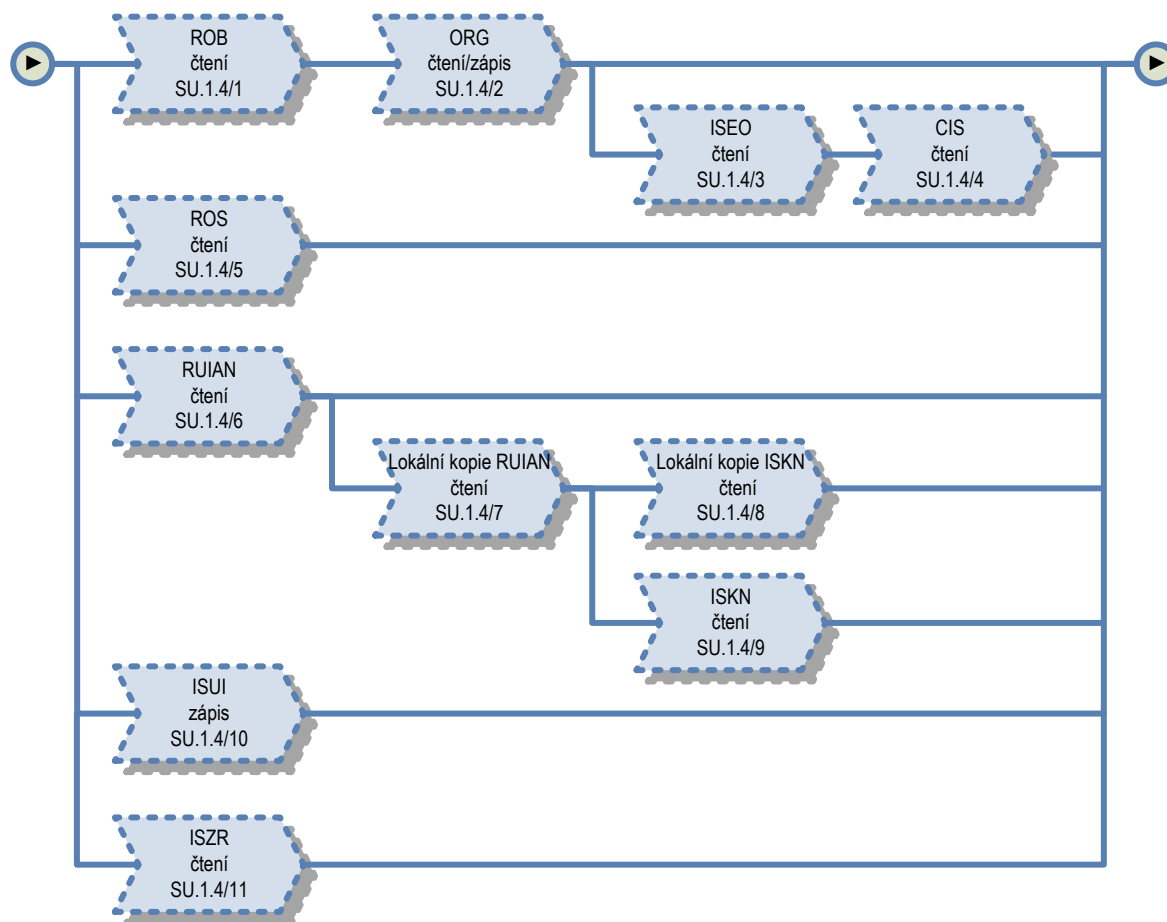 ROB
čtení
SU.1.4/1
ORG
čtení/zápis
SU.1.4/2
ISEO
čtení
SU.1.4/3
CIS
čtení
SU.1.4/4
ROS
čtení
SU.1.4/5
RUIAN
čtení
SU.1.4/6
Lokální kopie RUIAN
čtení
SU.1.4/7
Lokální kopie ISKN
čtení
SU.1.4/8
ISKN
čtení
SU.1.4/9
ISUI
zápis
SU.1.4/10
ISZR
čtení
SU.1.4/11